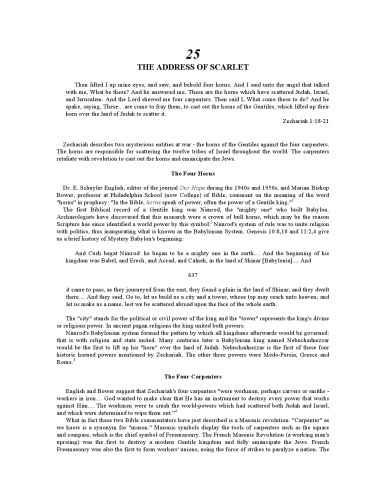 25
THE ADDRESS OF SCARLET
Then lifted I up mine eyes, and saw, and behold four horns. And I said unto the angel that talked
with me, What be these? And he answered me, These are the horns which have scattered Judah, Israel,
and Jerusalem. And the Lord shewed me four carpenters. Then said I, What come these to do? And he
spake, saying, These…are come to fray them, to cast out the horns of the Gentiles, which lifted up their
horn over the land of Judah to scatter it.
Zechariah 1:18-21
Zechariah describes two mysterious entities at war - the horns of the Gentiles against the four carpenters.
The horns are responsible for scattering the twelve tribes of Israel throughout the world. The carpenters
retaliate with revolution to cast out the horns and emancipate the Jews.
The Four Horns
Dr. E. Schuyler English, editor of the journal Our Hope during the 1940s and 1950s, and Marian Bishop
Bower, professor at Philadelphia School (now College) of Bible, comment on the meaning of the word
"horns" in prophecy: "In the Bible, horns speak of power, often the power of a Gentile king."1
The first Biblical record of a Gentile king was Nimrod, the "mighty one" who built Babylon.
Archaeologists have discovered that this monarch wore a crown of bull horns, which may be the reason
Scripture has since identified a world power by this symbol.2 Nimrod's system of rule was to unite religion
with politics, thus inaugurating what is known as the Babylonian System. Genesis 10:8,10 and 11:2,4 give
us a brief history of Mystery Babylon's beginning:
And Cush begat Nimrod: he began to be a mighty one in the earth.... And the beginning of his
kingdom was Babel, and Erech, and Accad, and Calneh, in the land of Shinar [Babylonia].... And
637
it came to pass, as they journeyed from the east, they found a plain in the land of Shinar; and they dwelt
there.... And they said, Go to, let us build us a city and a tower, whose top may reach unto heaven; and
let us make us a name, lest we be scattered abroad upon the face of the whole earth.
The "city" stands for the political or civil power of the king and the "tower" represents the king's divine
or religious power. In ancient pagan religions the king united both powers.
Nimrod's Babylonian system formed the pattern by which all kingdoms afterwards would be governed:
that is with religion and state united. Many centuries later a Babylonian king named Nebuchadnezzar
would be the first to lift up his "horn" over the land of Judah. Nebuchadnezzar is the first of these four
historic horned powers mentioned by Zechariah. The other three powers were Medo-Persia, Greece and
Rome.3
The Four Carpenters
English and Bower suggest that Zechariah's four carpenters "were workmen, perhaps carvers or smiths -
workers in iron.... God wanted to make clear that He has an instrument to destroy every power that works
against Him.... The workmen were to crush the world-powers which had scattered both Judah and Israel,
and which were determined to wipe them out."4
What in fact these two Bible commentators have just described is a Masonic revolution. "Carpenter" as
we know is a synonym for "mason." Masonic symbols display the tools of carpenters such as the square
and compass, which is the chief symbol of Freemasonry. The French Masonic Revolution (a working man's
uprising) was the first to destroy a modern Gentile kingdom and fully emancipate the Jews. French
Freemasonry was also the first to form workers' unions, using the force of strikes to paralyze a nation. The